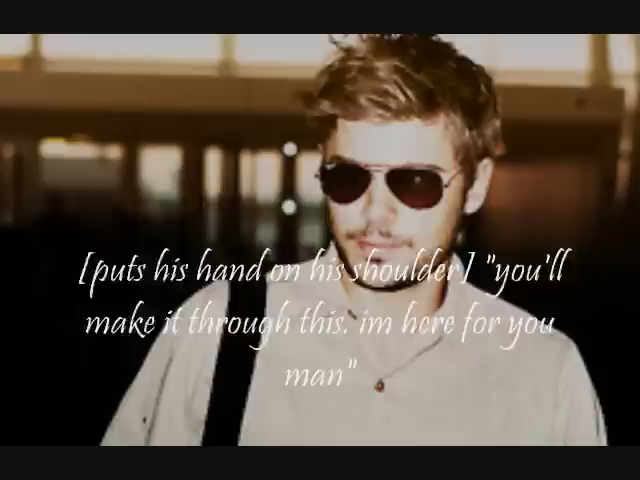 [puts his hand on his shoulder] "you'll
make it through this. im here for you
man"